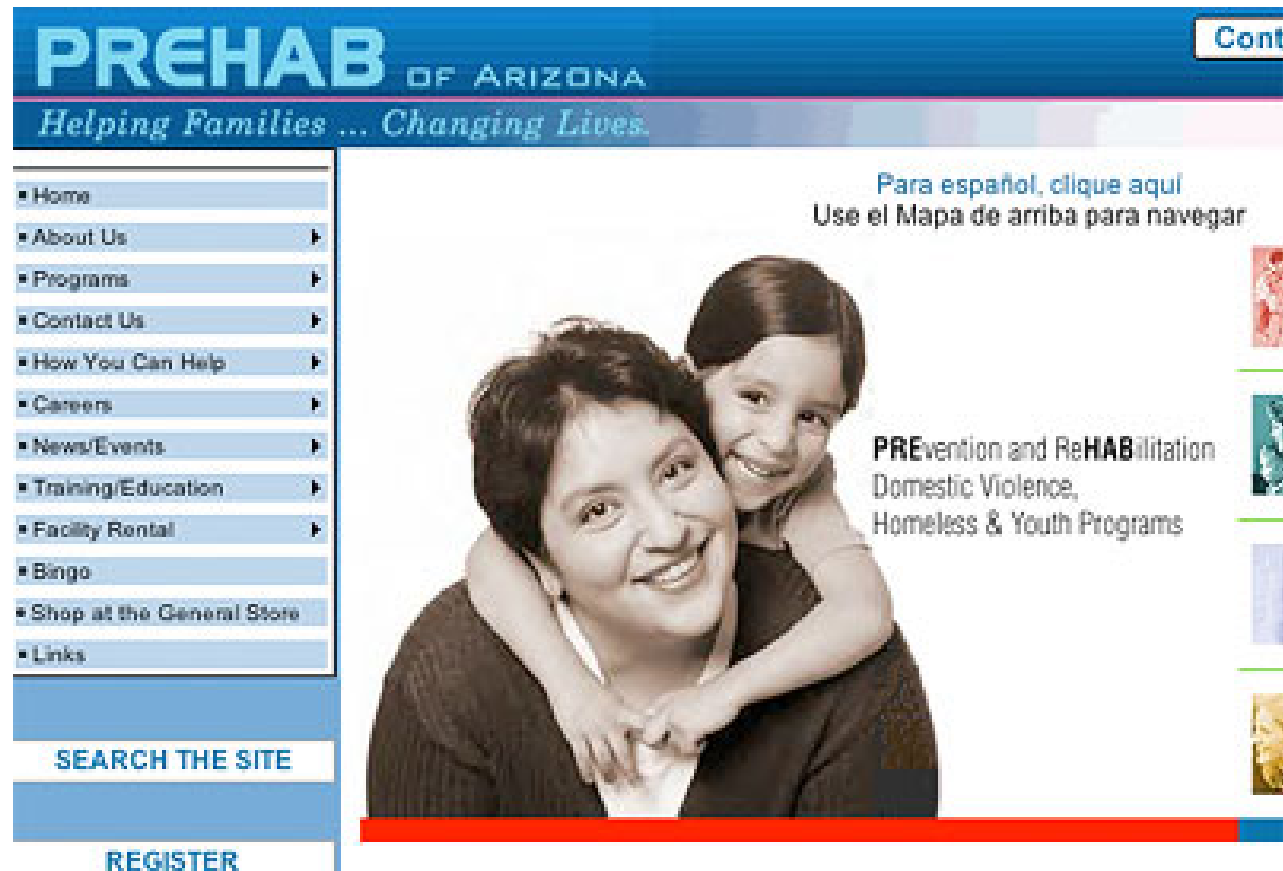 PREHAB OF ARIZONA
Helping Families ... Changing Lives.
Home
About Us
Programs
Contact Us
How You Can Help
Careers
News/Events
Training/Education
Facility Rental
Bingo
Shop at the General Store
Links
SEARCH THE SITE
REGISTER
Para español, clique aquí
Use el Mapa de arriba para navegar
PREvention and ReHABilitation
Domestic Violence,
Homeless & Youth Programs